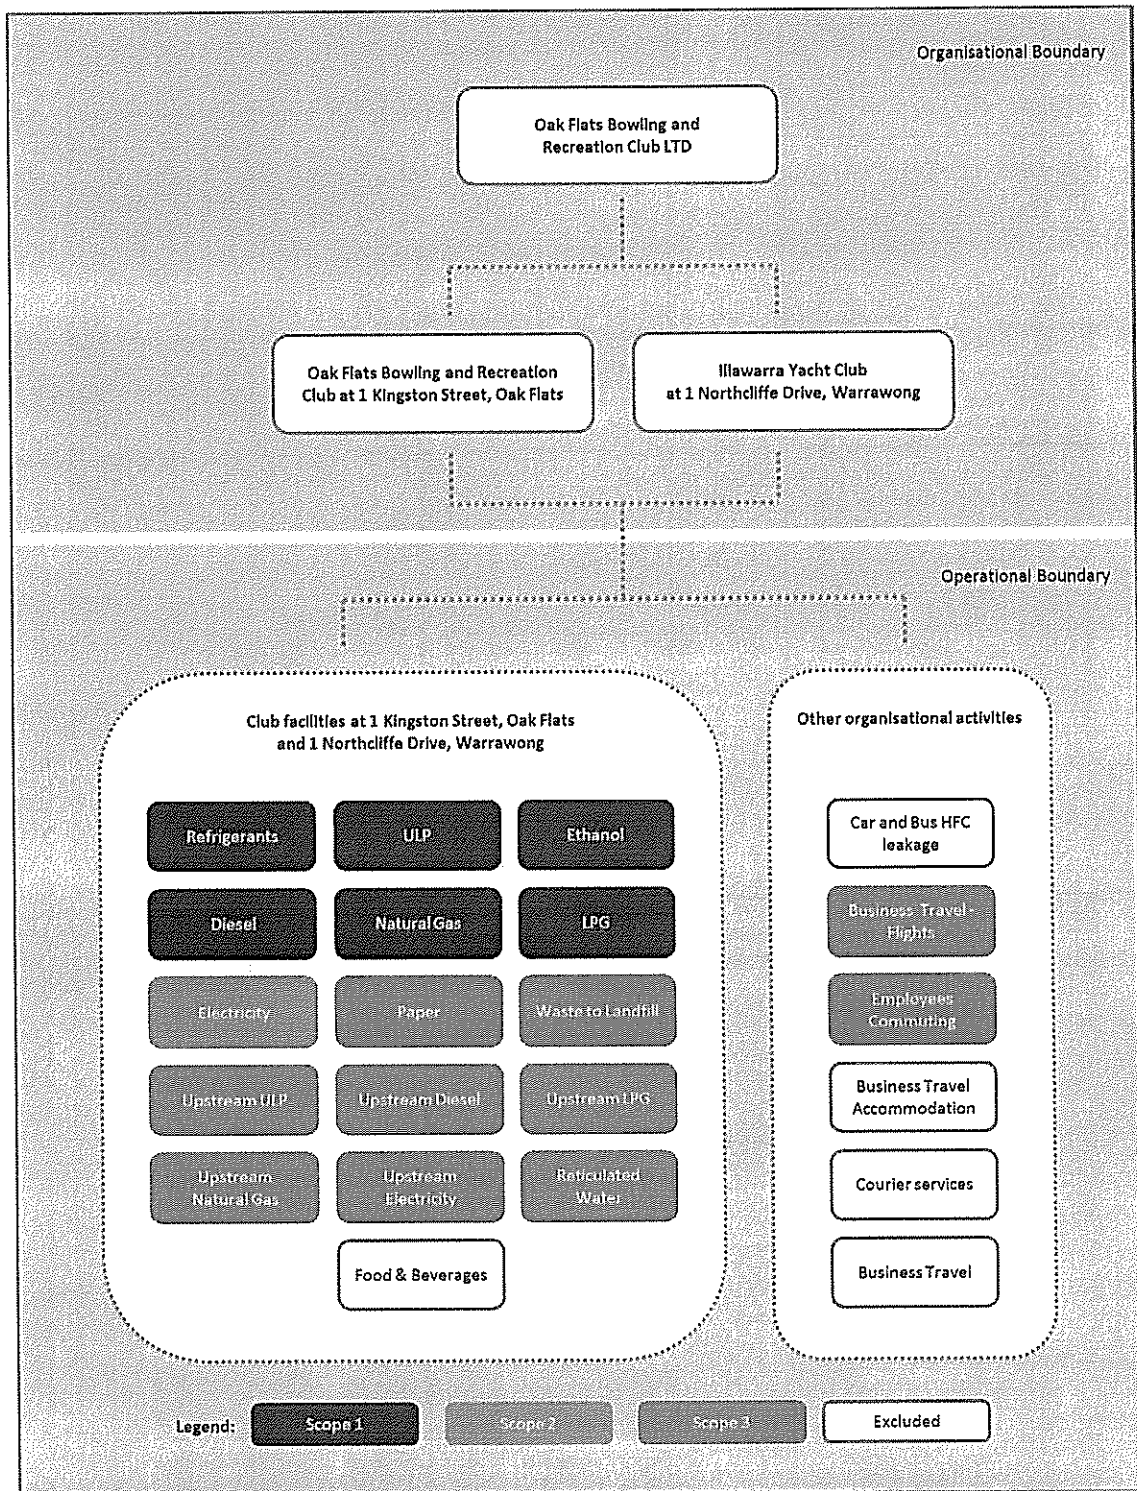 Organisational Boundary
Oak Flats Bowling and
Recreation Club LTD
Oak Flats Bowling and Recreation
Club at 1 Kingston Street, Oak Flats
Illawarra Yacht Club
at 1 Northcliffe Drive, Warrawong
Operational Boundary
Club facilities at 1 Kingston Street, Oak Flats
and 1 Northcliffe Drive, Warrawong
Refrigerants
ULP
Ethanol
Diesel
Natural Gas
LPG
Electricity
Paper
Waste to Landfill
Upstream ULP
Upstream Diesel
Upstream LPG
Upstream
Natural Gas
Upstream
Electricity
Reticulated
Water
Food & Beverages
Other organisational activities
Car and Bus HFC
leakage
Business Travel -
Flights
Employees
Commuting
Business Travel
Accommodation
Courier services
Business Travel
Legend:
Scope 1
Scope 2
Scope 3
Excluded